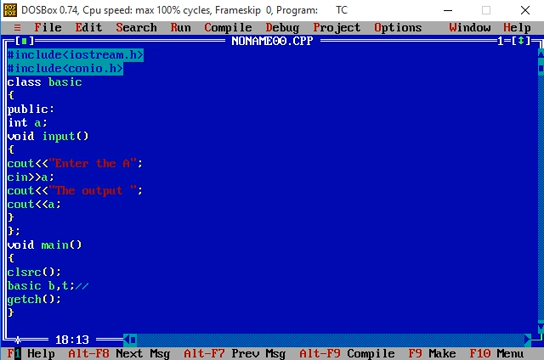 DOSBox 0.74, Cpu speed: max 100% cycles, Frameskip 0, Program: TC
≡ File Edit Search Run Compile Debug Project Options Window Help
[■] NONAME00.CPP 1=[↕]
#include<iostream.h>
#include<conio.h>
class basic
{
public:
int a;
void input()
{
cout<<"Enter the A";
cin>>a;
cout<<"The output ";
cout<<a;
}
};
void main()
{
clsrc();
basic b,t;//
getch();
}
* 18:13
F1 Help Alt-F8 Next Msg Alt-F7 Prev Msg Alt-F9 Compile F9 Make F10 Menu